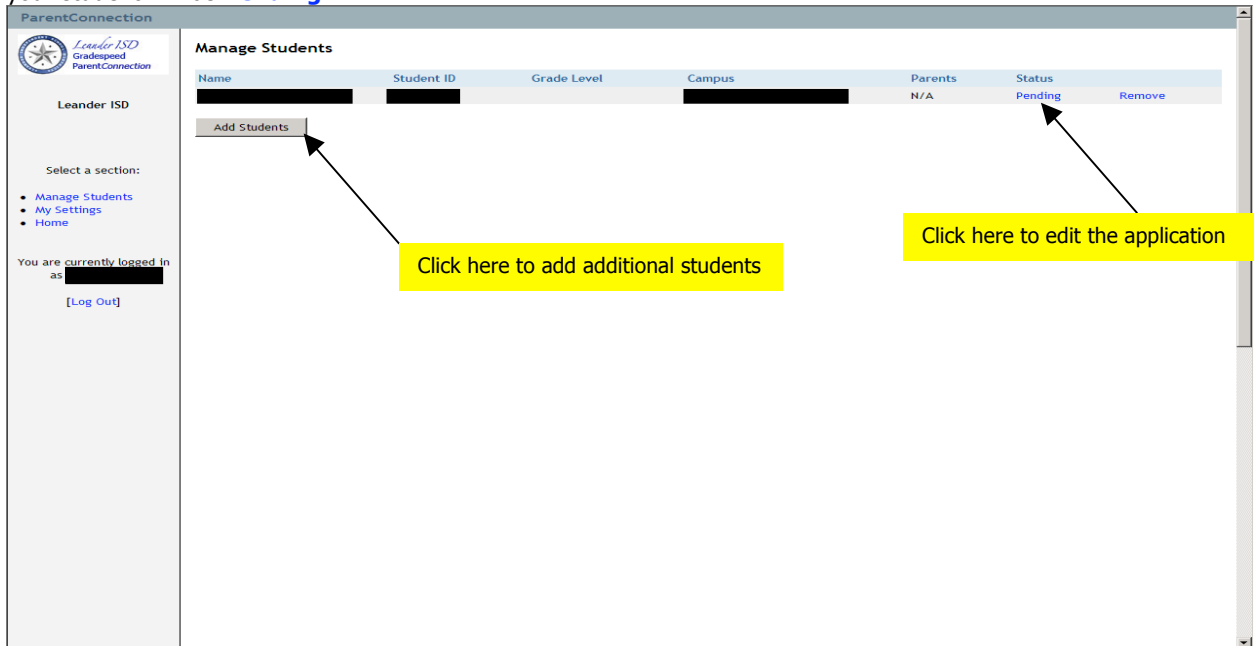 ParentConnection
Leander ISD
Gradespeed
ParentConnection
Leander ISD
Select a section:
Manage Students
My Settings
Home
You are currently logged in
as
[Log Out]
Manage Students
Name Student ID Grade Level Campus Parents Status
N/A Pending Remove
Add Students
Click here to edit the application
Click here to add additional students